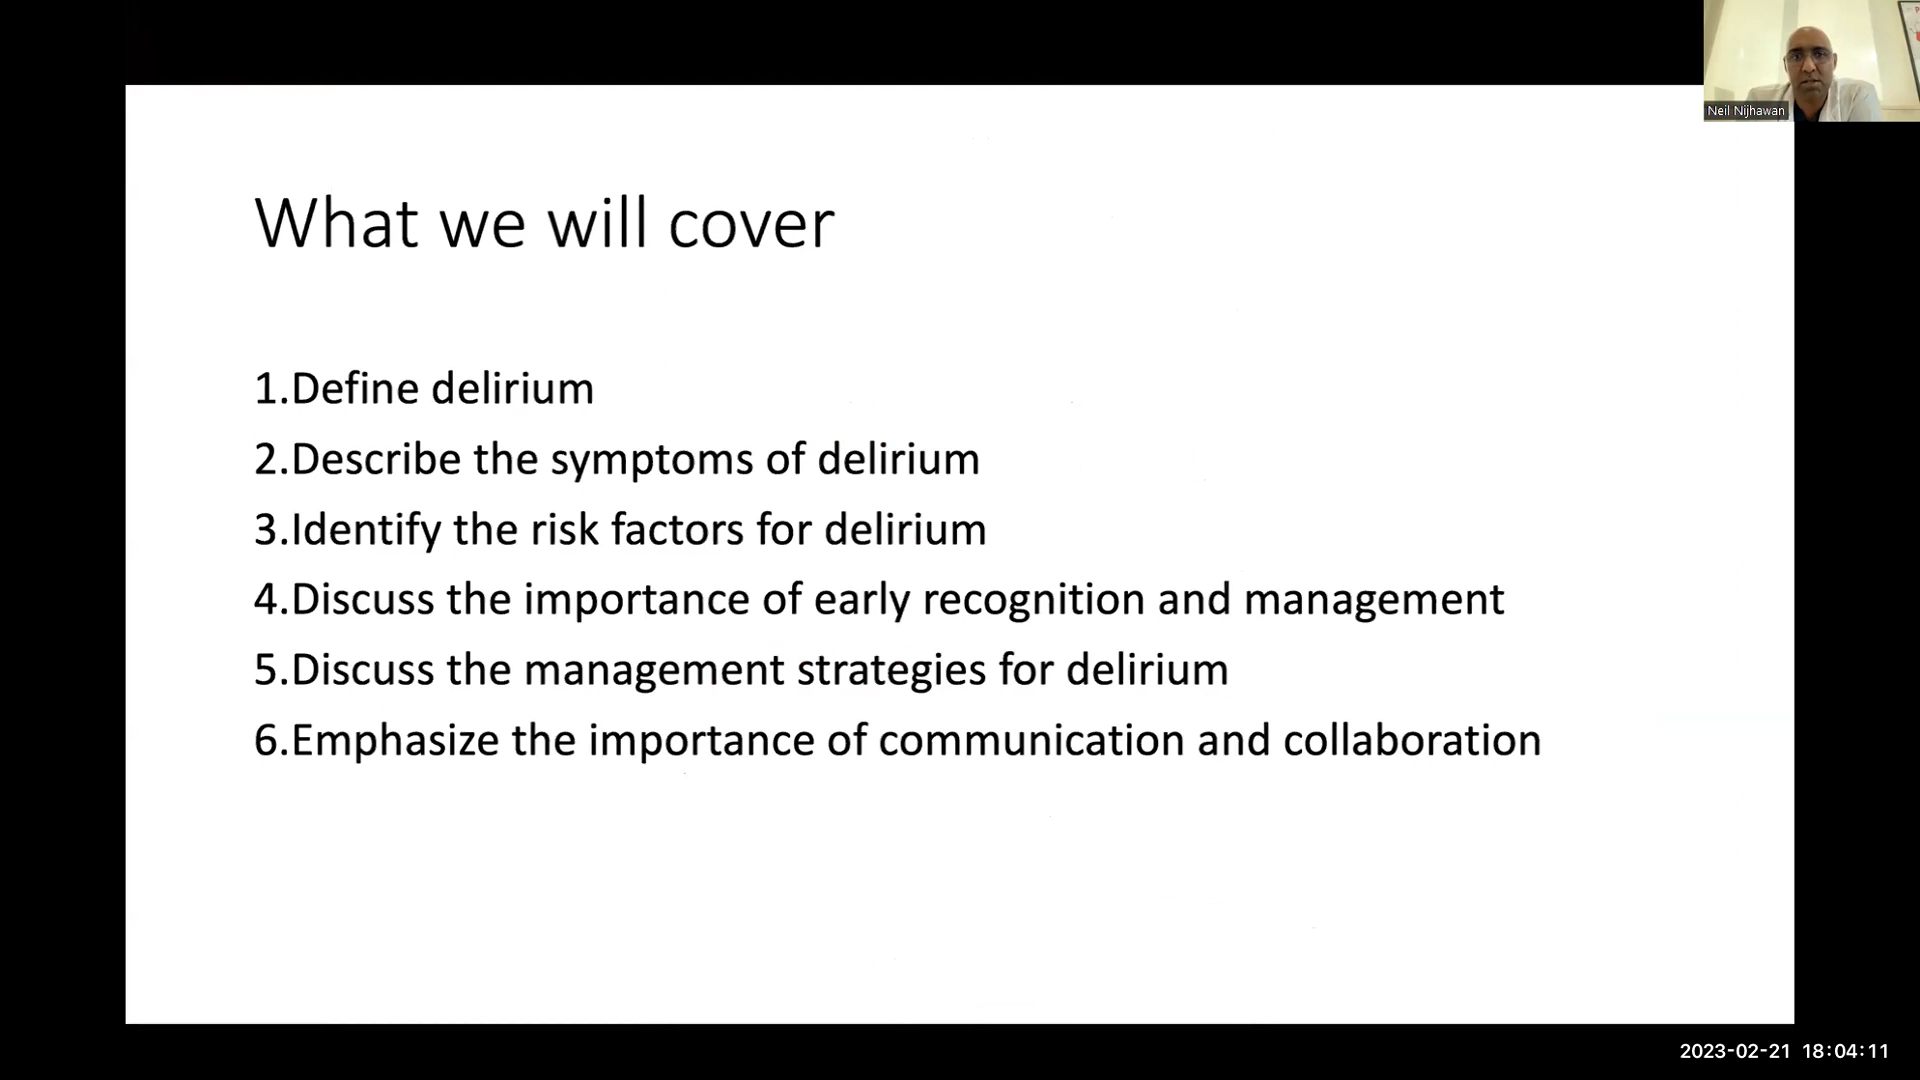 Neil Nijhawan
What we will cover
1.Define delirium
2.Describe the symptoms of delirium
3.Identify the risk factors for delirium
4.Discuss the importance of early recognition and management
5.Discuss the management strategies for delirium
6.Emphasize the importance of communication and collaboration
2023-02-21 18:04:11